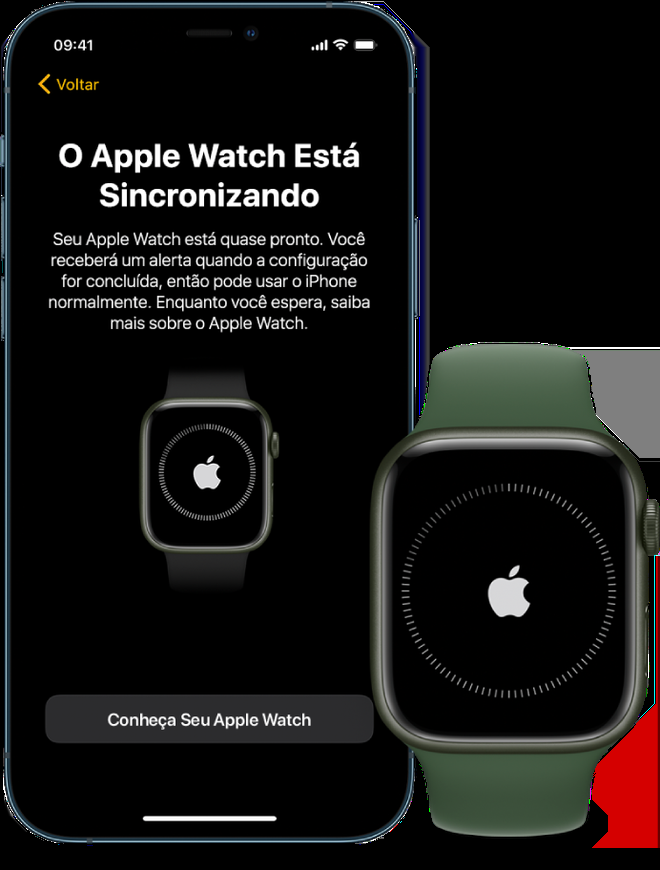 09:41
Voltar
O Apple Watch Está
Sincronizando
Seu Apple Watch está quase pronto. Você
receberá um alerta quando a configuração
for concluída, então pode usar o iPhone
normalmente. Enquanto você espera, saiba
mais sobre o Apple Watch.
Conheça Seu Apple Watch